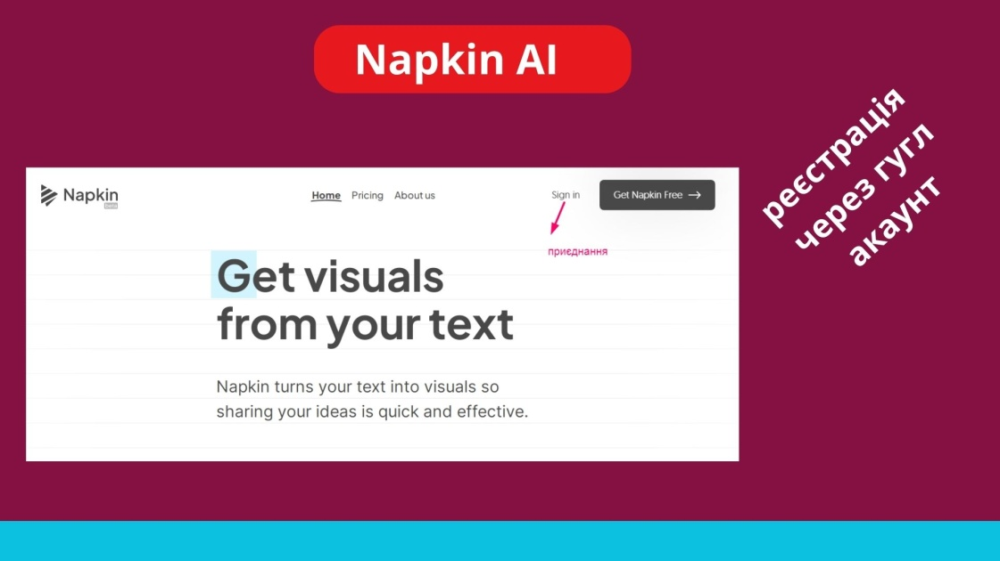 Napkin AI
реєстрація
через гугл
акаунт
Napkin
beta
Home Pricing About us
Sign in
Get Napkin Free →
приєднання
Get visuals
from your text
Napkin turns your text into visuals so
sharing your ideas is quick and effective.